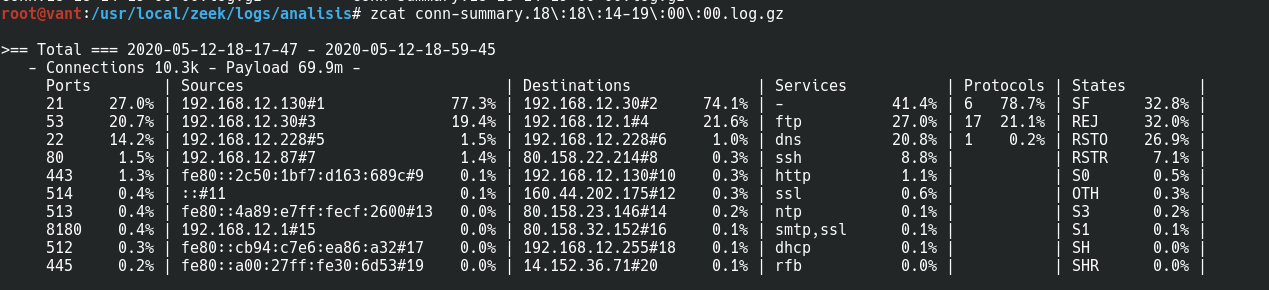 root@vant:/usr/local/zeek/logs/analisis# zcat conn-summary.18\:18\:14-19\:00\:00.log.gz
>== Total === 2020-05-12-18-17-47 - 2020-05-12-18-59-45
- Connections 10.3k - Payload 69.9m -
Ports | Sources | Destinations | Services | Protocols | States |
21 27.0% | 192.168.12.130#1 77.3% | 192.168.12.30#2 74.1% | - 41.4% | 6 78.7% | SF 32.8% |
53 20.7% | 192.168.12.30#3 19.4% | 192.168.12.1#4 21.6% | ftp 27.0% | 17 21.1% | REJ 32.0% |
22 14.2% | 192.168.12.228#5 1.5% | 192.168.12.228#6 1.0% | dns 20.8% | 1 0.2% | RSTO 26.9% |
80 1.5% | 192.168.12.87#7 1.4% | 80.158.22.214#8 0.3% | ssh 8.8% | | RSTR 7.1% |
443 1.3% | fe80::2c50:1bf7:d163:689c#9 0.1% | 192.168.12.130#10 0.3% | http 1.1% | | S0 0.5% |
514 0.4% | ::#11 0.1% | 160.44.202.175#12 0.3% | ssl 0.6% | | OTH 0.3% |
513 0.4% | fe80::4a89:e7ff:fecf:2600#13 0.0% | 80.158.23.146#14 0.2% | ntp 0.1% | | S3 0.2% |
8180 0.4% | 192.168.12.1#15 0.0% | 80.158.32.152#16 0.1% | smtp,ssl 0.1% | | S1 0.1% |
512 0.3% | fe80::cb94:c7e6:ea86:a32#17 0.0% | 192.168.12.255#18 0.1% | dhcp 0.1% | | SH 0.0% |
445 0.2% | fe80::a00:27ff:fe30:6d53#19 0.0% | 14.152.36.71#20 0.1% | rfb 0.0% | | SHR 0.0% |